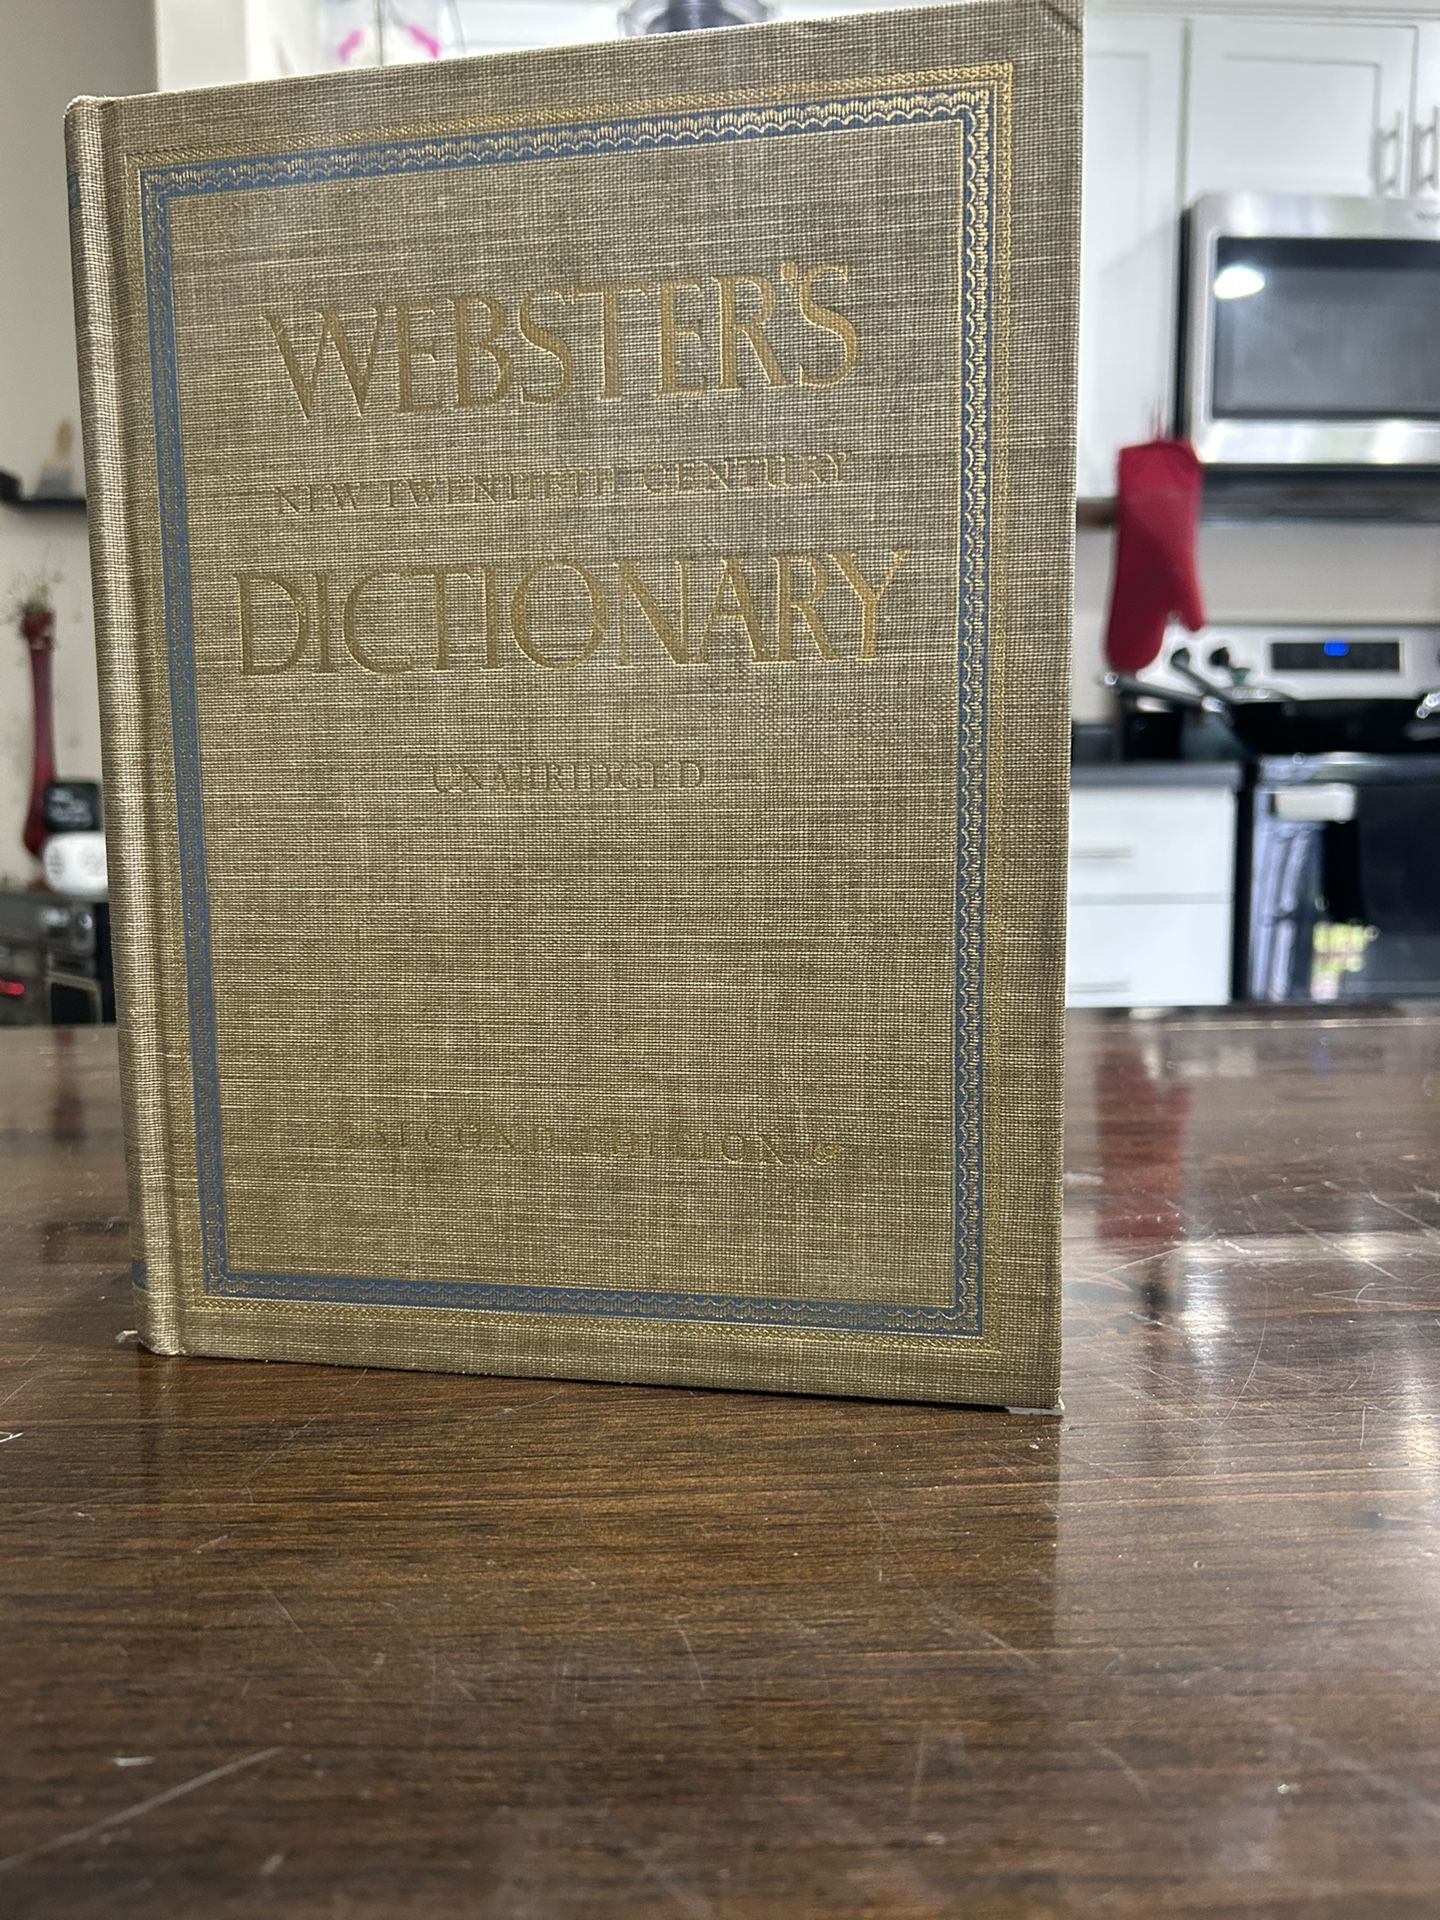 WEBSTER'S
NEW TWENTIETH CENTURY
DICTIONARY
UNABRIDGED
SECOND EDITION